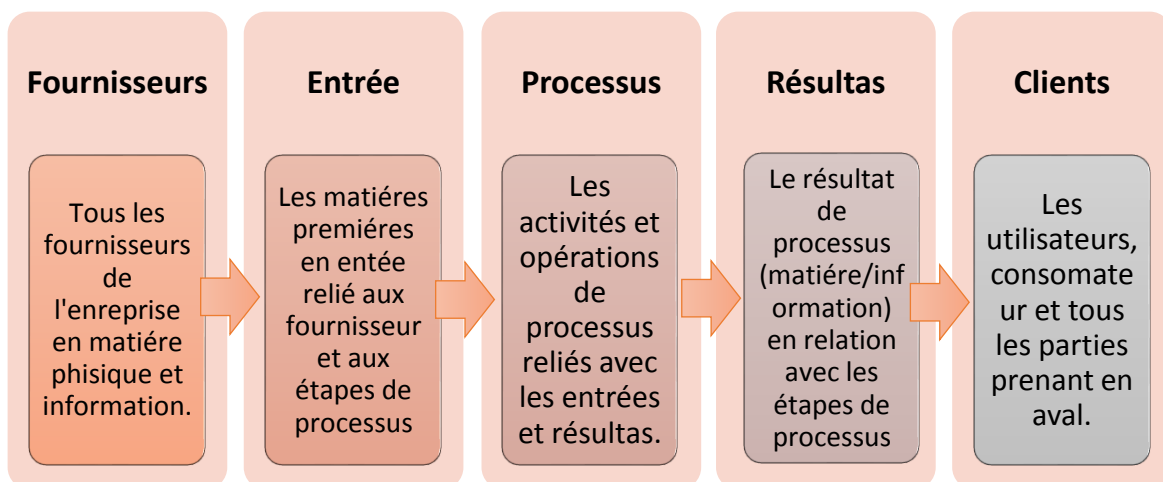 Fournisseurs
Tous les
fournisseurs
de
l'enreprise
en matiére
phisique et
information.
Entrée
Les matiéres
premiéres
en entée
relié aux
fournisseur
et aux
étapes de
processus
Processus
Les
activités et
opérations
de
processus
reliés avec
les entrées
et résultas.
Résultas
Le résultat
de
processus
(matiére/inf
ormation)
en relation
avec les
étapes de
processus
Clients
Les
utilisateurs,
consomate
ur et tous
les parties
prenant en
aval.